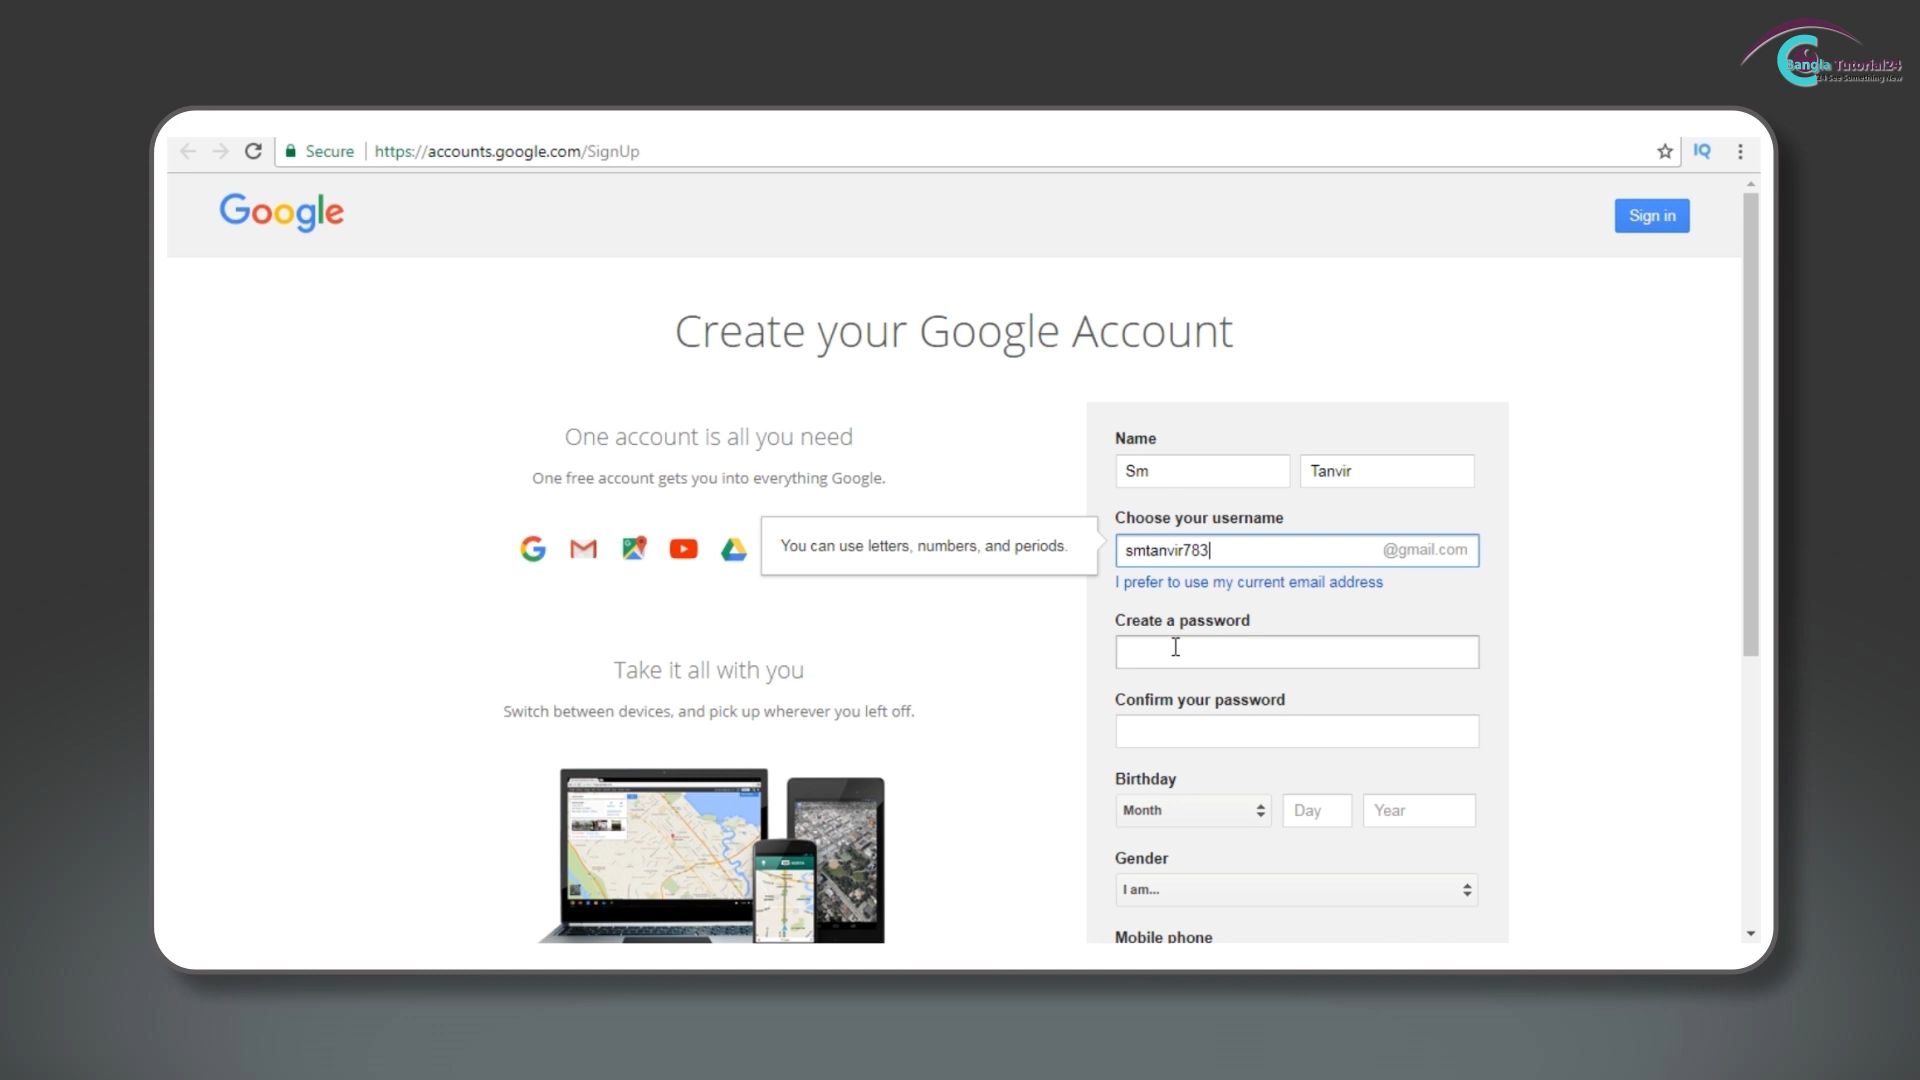 Bangla Tutorial24
24 See Something New
Secure https://accounts.google.com/SignUp
IQ
Google
Sign in
Create your Google Account
One account is all you need
One free account gets you into everything Google.
You can use letters, numbers, and periods.
Take it all with you
Switch between devices, and pick up wherever you left off.
Name
Sm Tanvir
Choose your username
smtanvir783 @gmail.com
I prefer to use my current email address
Create a password
Confirm your password
Birthday
Month Day Year
Gender
I am...
Mobile phone